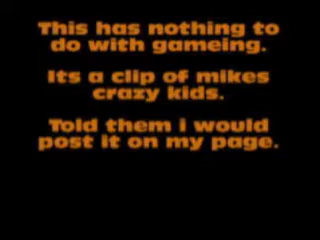 This has nothing to
do with gameing.
Its a clip of mikes
crazy kids.
Told them i would
post it on my page.